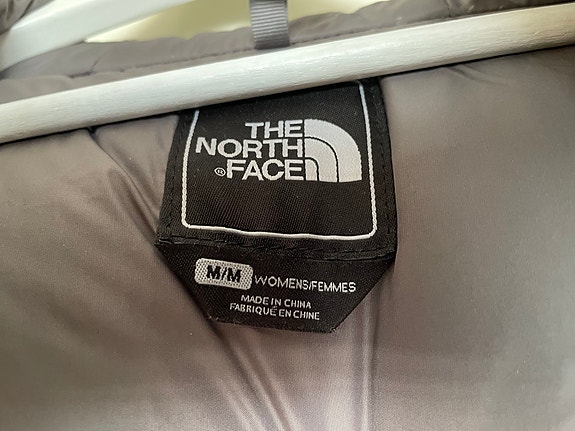 THE
NORTH
®FACE
M/M WOMENS/FEMMES
MADE IN CHINA
FABRIQUÉ EN CHINE